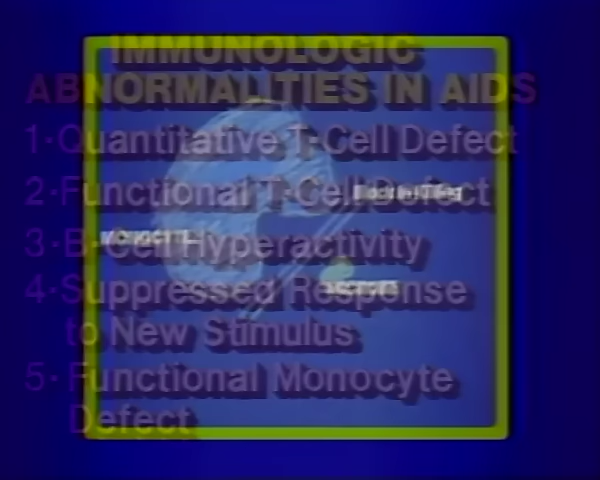 IMMUNOLOGIC
ABNORMALITIES IN AIDS
1·Quantitative T-Cell Defect
2·Functional T-Cell Defect
3·B-Cell Hyperactivity
MONOCYTE
4·Suppressed Response
to New Stimulus
5·Functional Monocyte
Defect